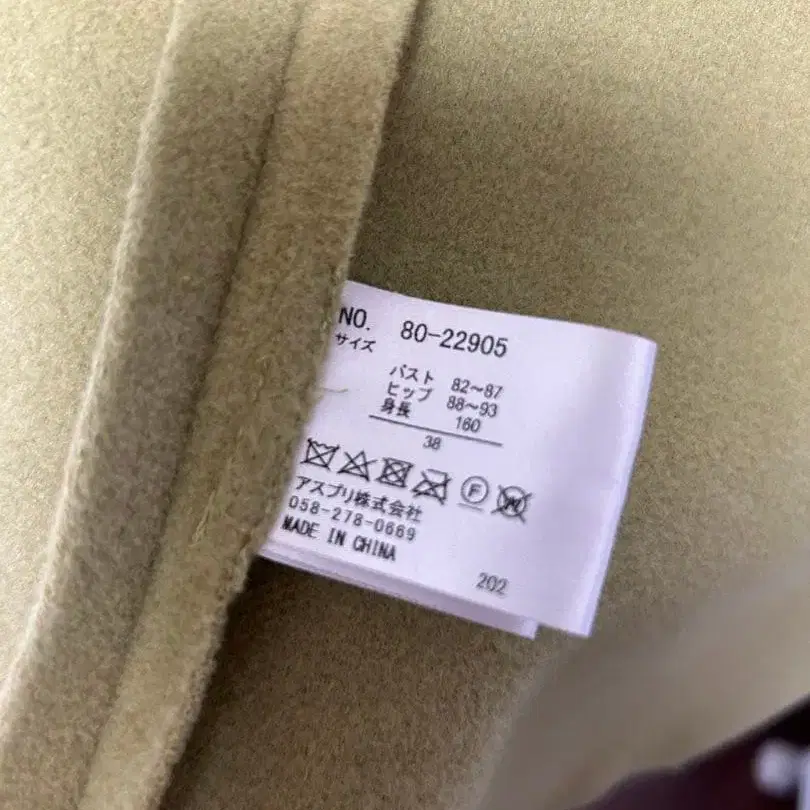 NO. 80-22905
サイズ
バスト 82～87
ヒップ 88～93
身長 160
38
F W
アスプリ株式会社
058-278-0669
MADE IN CHINA
202